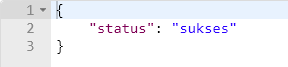 1 {
2     "status": "sukses"
3 }